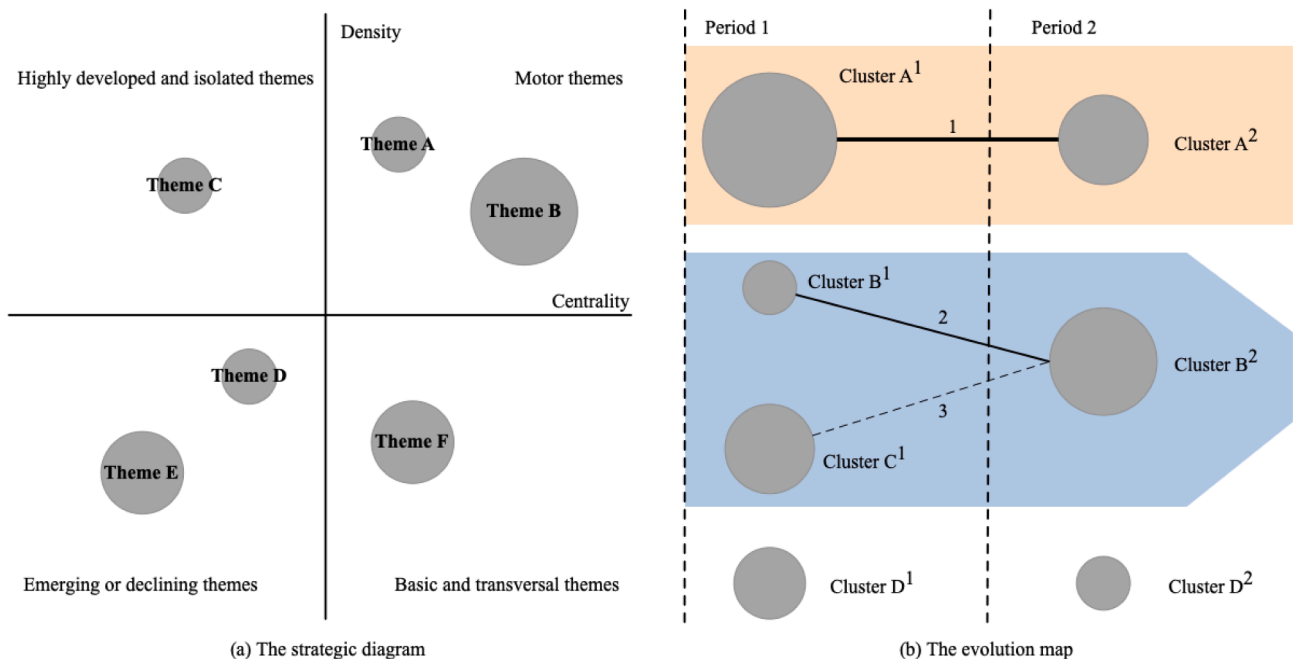 Density
Highly developed and isolated themes
Motor themes
Theme A
Theme C
Theme B
Centrality
Theme D
Theme F
Theme E
Emerging or declining themes
Basic and transversal themes
(a) The strategic diagram
Period 1
Period 2
Cluster A¹
1
Cluster A²
Cluster B¹
2
Cluster B²
3
Cluster C¹
Cluster D¹
Cluster D²
(b) The evolution map